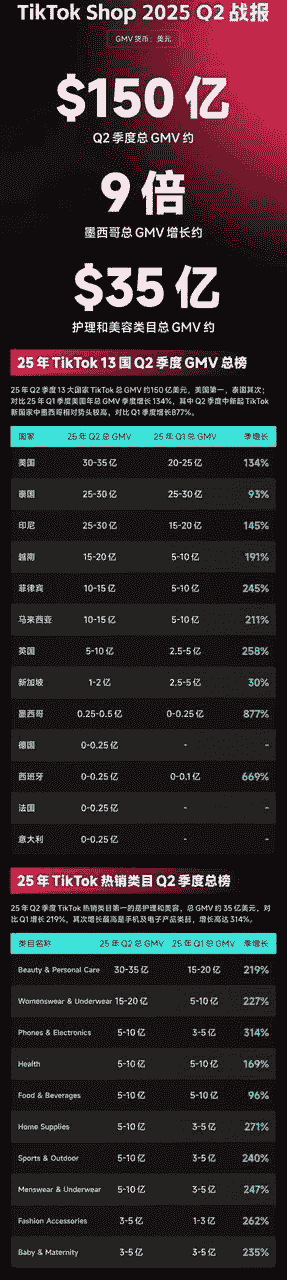 TikTok Shop 2025 Q2 战报
GMV 货币：美元
$150 亿
Q2 季度总 GMV 约
9 倍
墨西哥总 GMV 增长约
$35 亿
护理和美容类目总 GMV 约
25 年 TikTok 13 国 Q2 季度 GMV 总榜
25 年 Q2 季度 13 大国家 TikTok 总 GMV 约150 亿美元，美国第一，泰国其次；
对比 25 年 Q1 季度美国年总 GMV 季度增长 134%，其中 Q2 季度中新起 TikTok
新国家中墨西哥相对势头较高，对比 Q1 季度增长877%。
国家 25 年 Q2 总 GMV 25 年 Q1 总 GMV 季增长
美国 30-35 亿 20-25 亿 134%
泰国 25-30 亿 25-30 亿 93%
印尼 25-30 亿 15-20 亿 145%
越南 15-20 亿 5-10 亿 191%
菲律宾 10-15 亿 5-10 亿 245%
马来西亚 10-15 亿 5-10 亿 211%
英国 5-10 亿 2.5-5 亿 258%
新加坡 1-2 亿 2.5-5 亿 30%
墨西哥 0.25-0.5 亿 0-0.25 亿 877%
德国 0-0.25 亿 - -
西班牙 0-0.25 亿 0-0.1 亿 669%
法国 0-0.25 亿 - -
意大利 0-0.25 亿 - -
25 年 TikTok 热销类目 Q2 季度总榜
25 年 Q2 季度 TikTok 热销类目第一的是护理和美容，总 GMV 约 35 亿美元，对
比 Q1 增长 219%，其次增长最高是手机及电子产品类目，增长高达 314%。
类目名称 25 年 Q2 总 GMV 25 年 Q1 总 GMV 季增长
Beauty & Personal Care 30-35 亿 15-20 亿 219%
Womenswear & Underwear 15-20 亿 5-10 亿 227%
Phones & Electronics 5-10 亿 3-5 亿 314%
Health 5-10 亿 5-10 亿 169%
Food & Beverages 5-10 亿 5-10 亿 96%
Home Supplies 5-10 亿 3-5 亿 271%
Sports & Outdoor 5-10 亿 3-5 亿 240%
Menswear & Underwear 5-10 亿 3-5 亿 247%
Fashion Accessories 3-5 亿 1-3 亿 262%
Baby & Maternity 3-5 亿 3-5 亿 235%